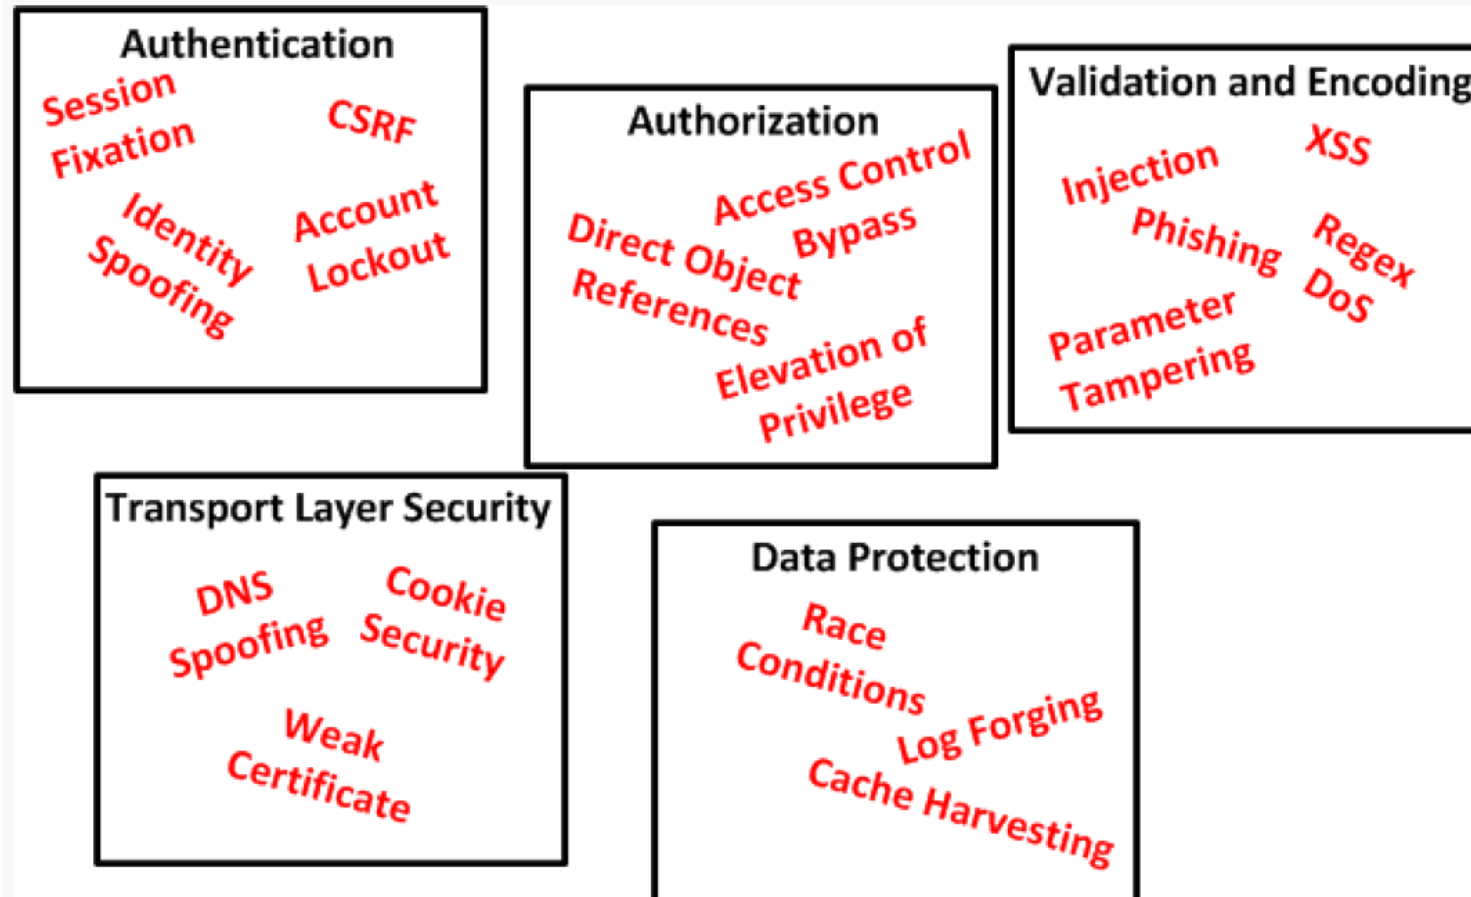 Authentication
Session
Fixation
CSRF
Identity
Spoofing
Account
Lockout
Authorization
Access Control
Bypass
Direct Object
References
Elevation of
Privilege
Validation and Encoding
Injection
XSS
Phishing
Regex
DoS
Parameter
Tampering
Transport Layer Security
DNS
Spoofing
Cookie
Security
Weak
Certificate
Data Protection
Race
Conditions
Log Forging
Cache Harvesting